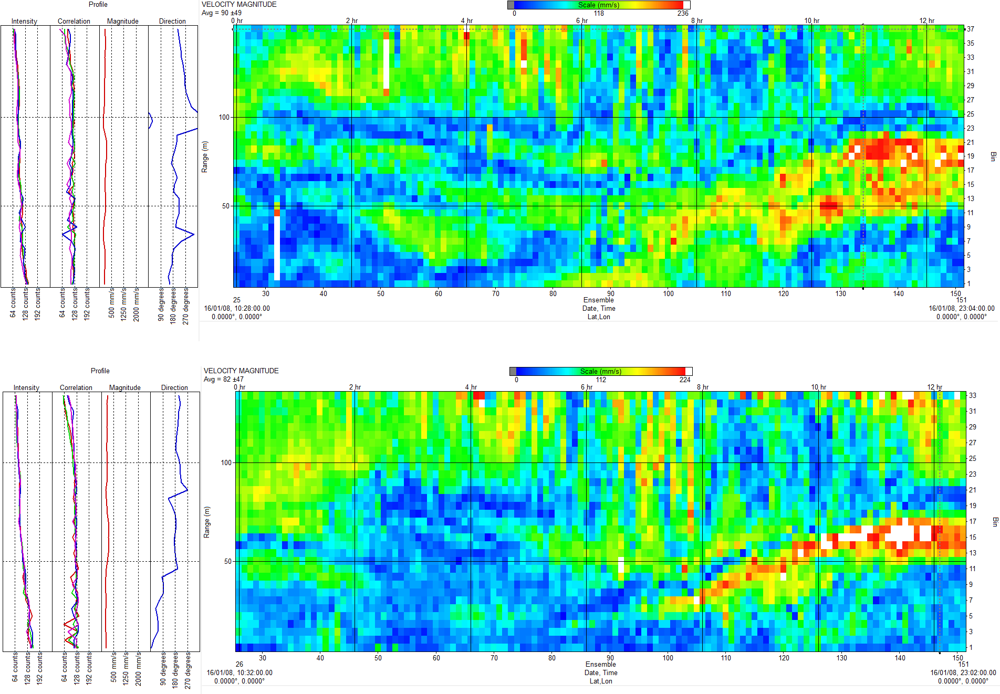 Profile
Intensity Correlation Magnitude Direction
64 counts 128 counts 192 counts 64 counts 128 counts 192 counts 500 mm/s 1250 mm/s 2000 mm/s 90 degrees 180 degrees 270 degrees
VELOCITY MAGNITUDE
Avg = 90 ±49
Scale (mm/s)
0 118 236
0 hr 2 hr 4 hr 6 hr 8 hr 10 hr 12 hr
Range (m)
100
50
37
35
33
31
29
27
25
23
21
19
17
15
13
11
9
7
5
3
1
Bin
30 40 50 60 70 80 90 100 110 120 130 140 150
25 Ensemble 151
16/01/08, 10:28:00.00 Date, Time 16/01/08, 23:04:00.00
0.0000°, 0.0000° Lat,Lon 0.0000°, 0.0000°
Profile
Intensity Correlation Magnitude Direction
64 counts 128 counts 192 counts 64 counts 128 counts 192 counts 500 mm/s 1250 mm/s 2000 mm/s 90 degrees 180 degrees 270 degrees
VELOCITY MAGNITUDE
Avg = 82 ±47
Scale (mm/s)
0 112 224
0 hr 2 hr 4 hr 6 hr 8 hr 10 hr 12 hr
Range (m)
100
50
33
31
29
27
25
23
21
19
17
15
13
11
9
7
5
3
1
Bin
30 40 50 60 70 80 90 100 110 120 130 140 150
26 Ensemble 151
16/01/08, 10:32:00.00 Date, Time 16/01/08, 23:02:00.00
0.0000°, 0.0000° Lat,Lon 0.0000°, 0.0000°